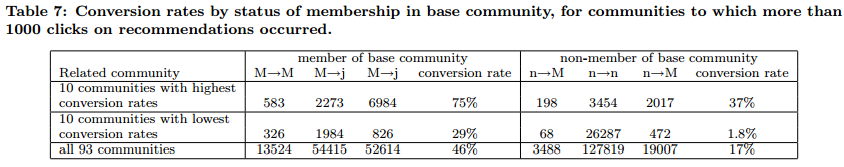 Table 7: Conversion rates by status of membership in base community, for communities to which more than
1000 clicks on recommendations occurred.
member of base community non-member of base community
Related community M→M M→j M→j conversion rate n→M n→n n→M conversion rate
10 communities with highest
conversion rates 583 2273 6984 75% 198 3454 2017 37%
10 communities with lowest
conversion rates 326 1984 826 29% 68 26287 472 1.8%
all 93 communities 13524 54415 52614 46% 3488 127819 19007 17%